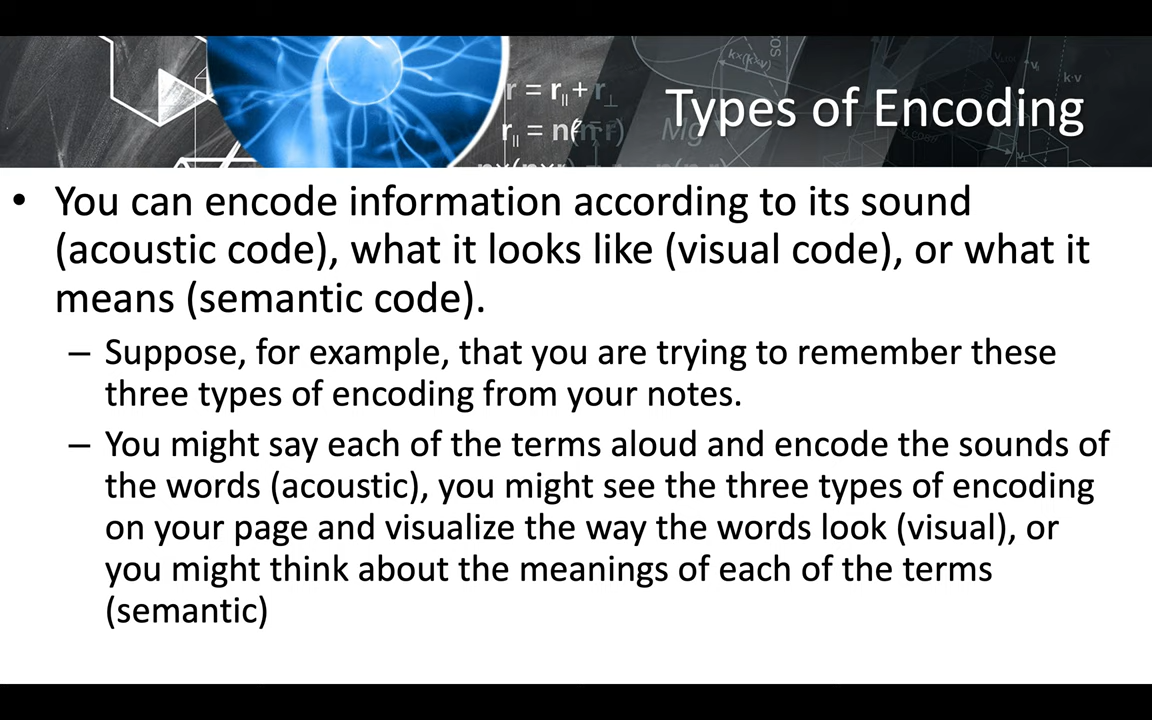 r = r|| + r⊥
Types of Encoding
• You can encode information according to its sound
(acoustic code), what it looks like (visual code), or what it
means (semantic code).
– Suppose, for example, that you are trying to remember these
three types of encoding from your notes.
– You might say each of the terms aloud and encode the sounds of
the words (acoustic), you might see the three types of encoding
on your page and visualize the way the words look (visual), or
you might think about the meanings of each of the terms
(semantic)